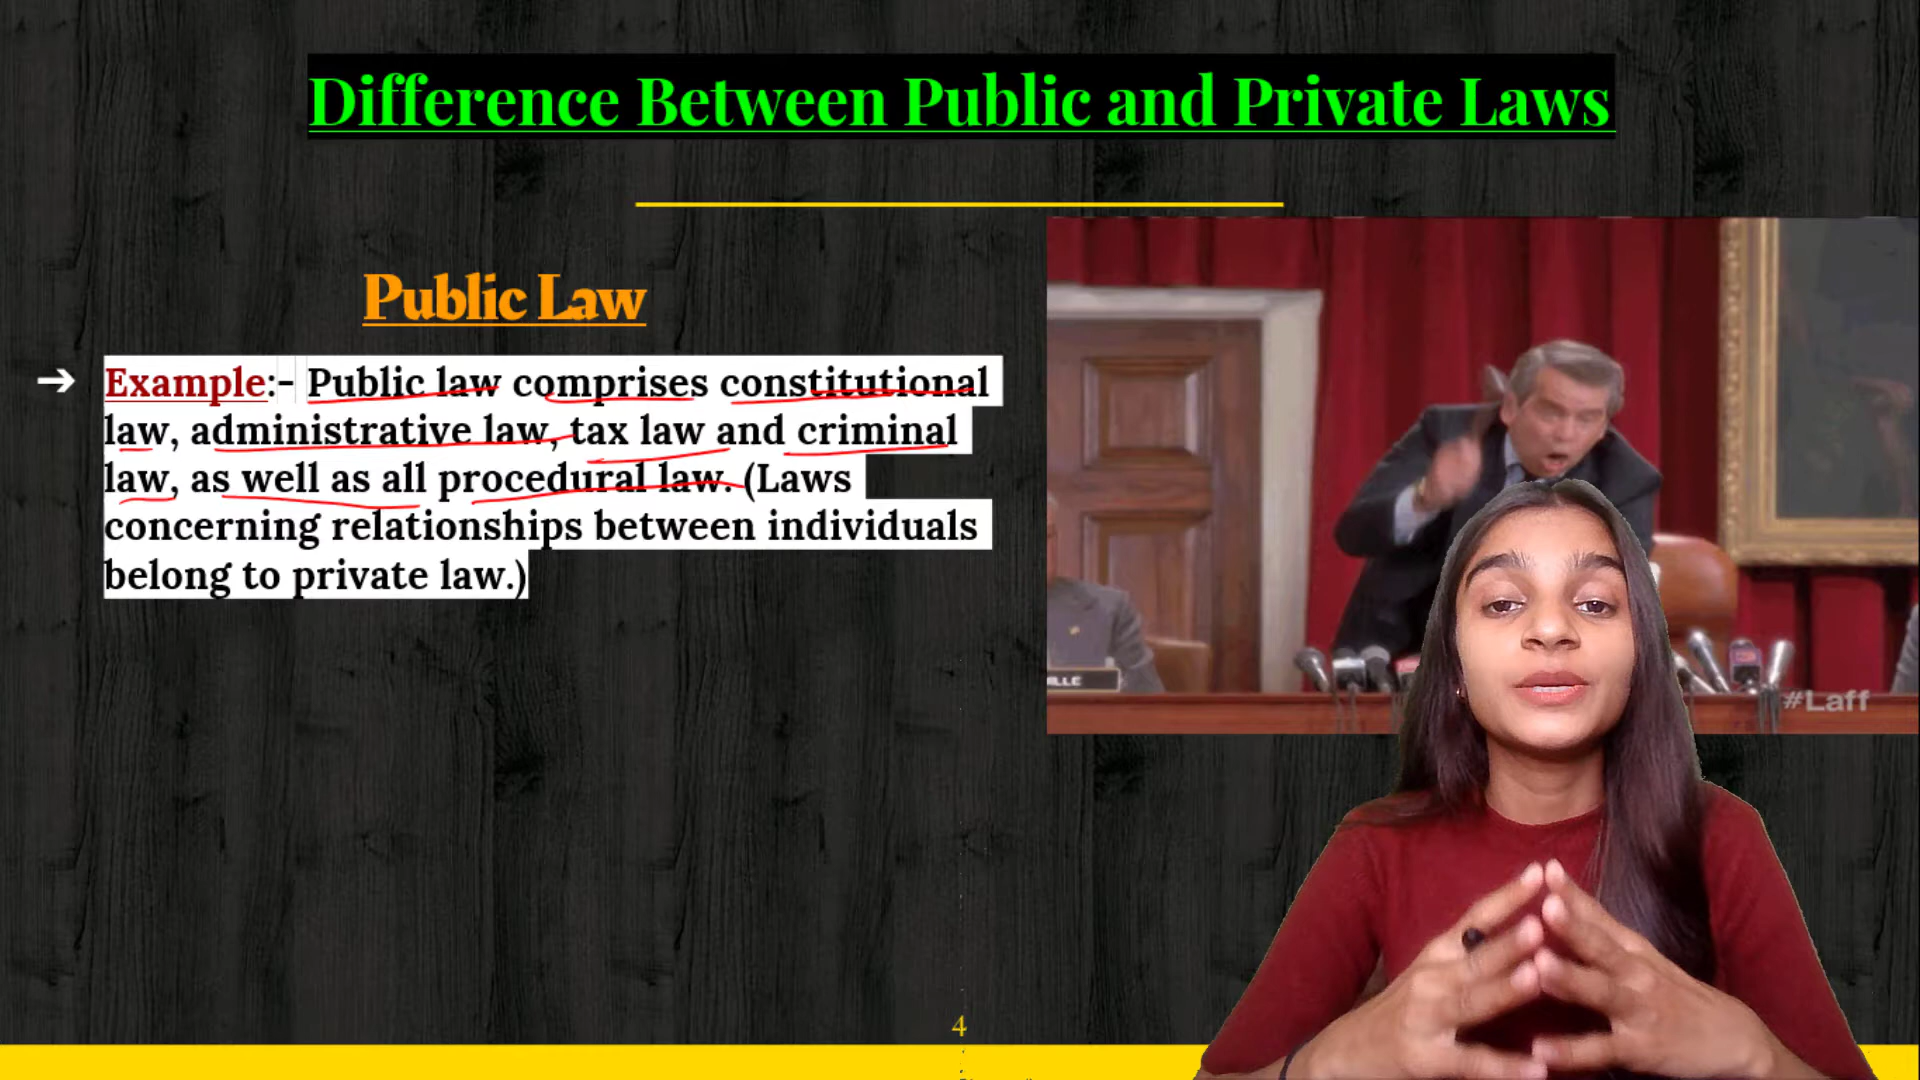 Difference Between Public and Private Laws
Public Law
➔ Example:- Public law comprises constitutional
law, administrative law, tax law and criminal
law, as well as all procedural law. (Laws
concerning relationships between individuals
belong to private law.)
#Laff
4